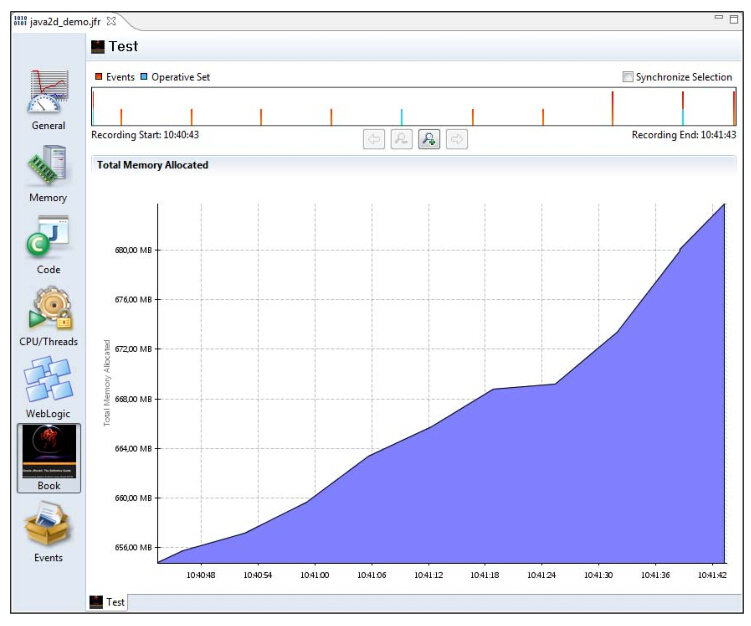 java2d_demo.jfr
Test
Events Operative Set
Synchronize Selection
General
Recording Start: 10:40:43
Recording End: 10:41:43
Total Memory Allocated
Memory
680,00 MB
Code
676,00 MB
CPU/Threads
672,00 MB
Total Memory Allocated
668,00 MB
WebLogic
664,00 MB
Book
660,00 MB
656,00 MB
Events
10:40:48 10:40:54 10:41:00 10:41:06 10:41:12 10:41:18 10:41:24 10:41:30 10:41:36 10:41:42
Test